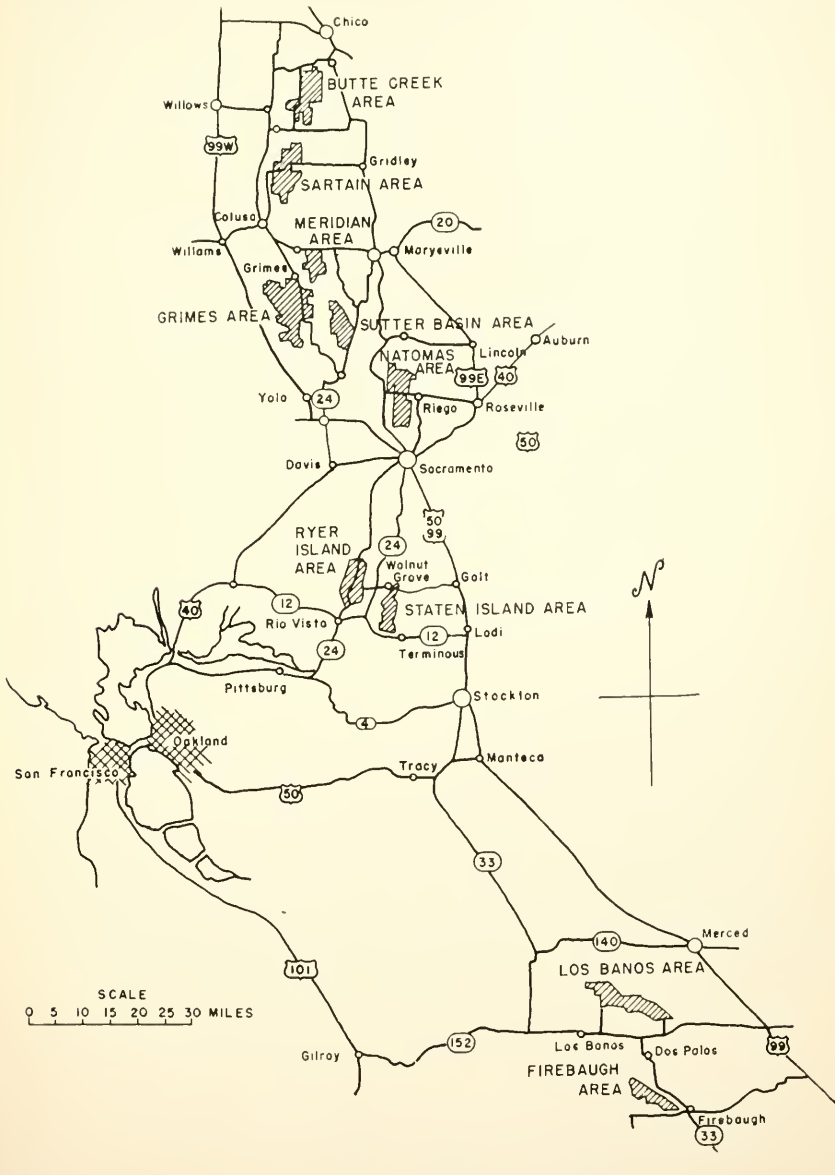 Chico
BUTTE CREEK
AREA
Willows
99W
Gridley
SARTAIN AREA
Colusa
MERIDIAN
AREA
20
Williams
Marysville
Grimes
GRIMES AREA
SUTTER BASIN AREA
Auburn
Lincoln
NATOMAS
AREA
99E
40
Yolo
24
Riego
Roseville
50
Davis
Sacramento
50
99
RYER
ISLAND
AREA
24
Walnut
Grove
Galt
40
12
STATEN ISLAND AREA
Rio Vista
12
Lodi
24
Terminous
N
Pittsburg
Stockton
4
Oakland
San Francisco
Tracy
Manteca
50
33
Merced
140
101
LOS BANOS AREA
SCALE
0 5 10 15 20 25 30 MILES
Gilroy
152
Los Banos
Dos Palos
99
FIREBAUGH
AREA
Firebaugh
33